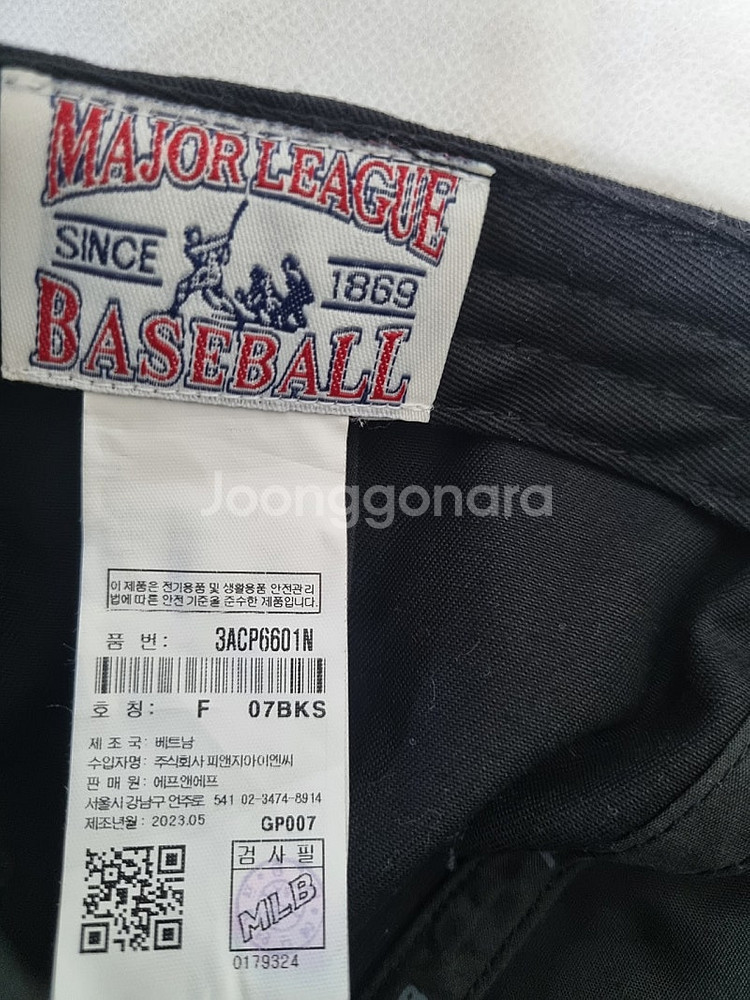 MAJOR LEAGUE
SINCE 1869
BASEBALL
Joonggonara
이 제품은 전기용품 및 생활용품 안전관리
법에 따른 안전 기준을 준수한 제품입니다.
품 번: 3ACP6601N
호 칭: F 07BKS
제 조 국: 베트남
수입자명: 주식회사 피앤지아이엔씨
판 매 원: 에프앤에프
서울시 강남구 언주로 541 02-3474-8914
제조년월: 2023.05 GP007
검 사 필
MLB
0179324